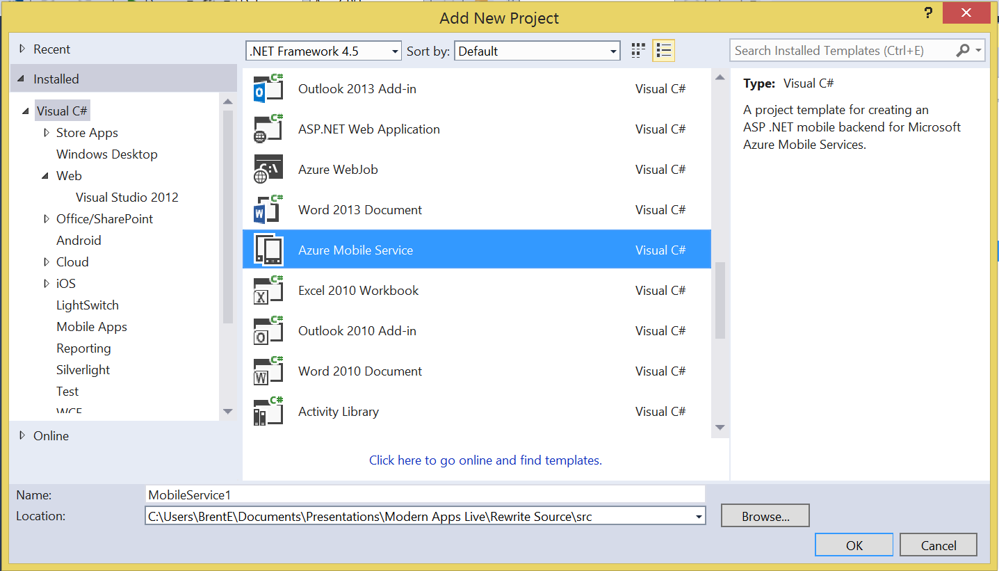 Add New Project
?
Recent
Installed
Visual C#
Store Apps
Windows Desktop
Web
Visual Studio 2012
Office/SharePoint
Android
Cloud
iOS
LightSwitch
Mobile Apps
Reporting
Silverlight
Test
WCF
Online
.NET Framework 4.5 Sort by: Default
Outlook 2013 Add-in Visual C#
ASP.NET Web Application Visual C#
Azure WebJob Visual C#
Word 2013 Document Visual C#
Azure Mobile Service Visual C#
Excel 2010 Workbook Visual C#
Outlook 2010 Add-in Visual C#
Word 2010 Document Visual C#
Activity Library Visual C#
Click here to go online and find templates.
Search Installed Templates (Ctrl+E)
Type: Visual C#
A project template for creating an
ASP .NET mobile backend for Microsoft
Azure Mobile Services.
Name: MobileService1
Location: C:\Users\BrentE\Documents\Presentations\Modern Apps Live\Rewrite Source\src
Browse...
OK Cancel